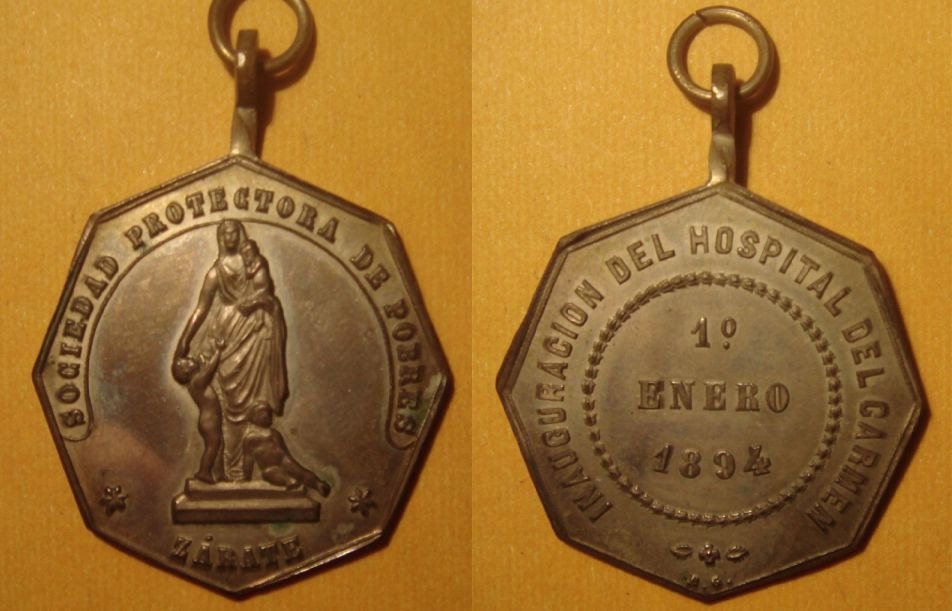 SOCIEDAD PROTECTORA DE POBRES
ZÁRATE
INAUGURACION DEL HOSPITAL DEL CARMEN
1º
ENERO
1894